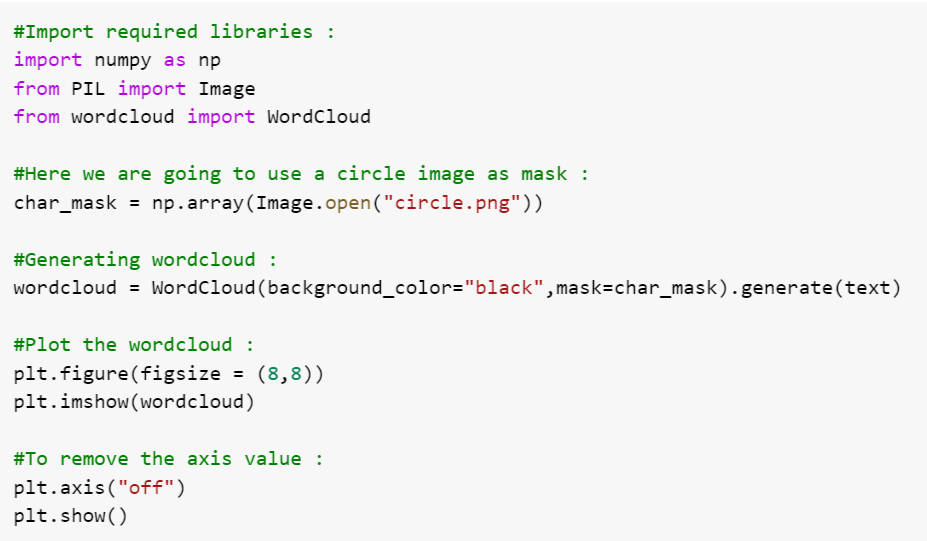 #Import required libraries :
import numpy as np
from PIL import Image
from wordcloud import WordCloud
#Here we are going to use a circle image as mask :
char_mask = np.array(Image.open("circle.png"))
#Generating wordcloud :
wordcloud = WordCloud(background_color="black",mask=char_mask).generate(text)
#Plot the wordcloud :
plt.figure(figsize = (8,8))
plt.imshow(wordcloud)
#To remove the axis value :
plt.axis("off")
plt.show()